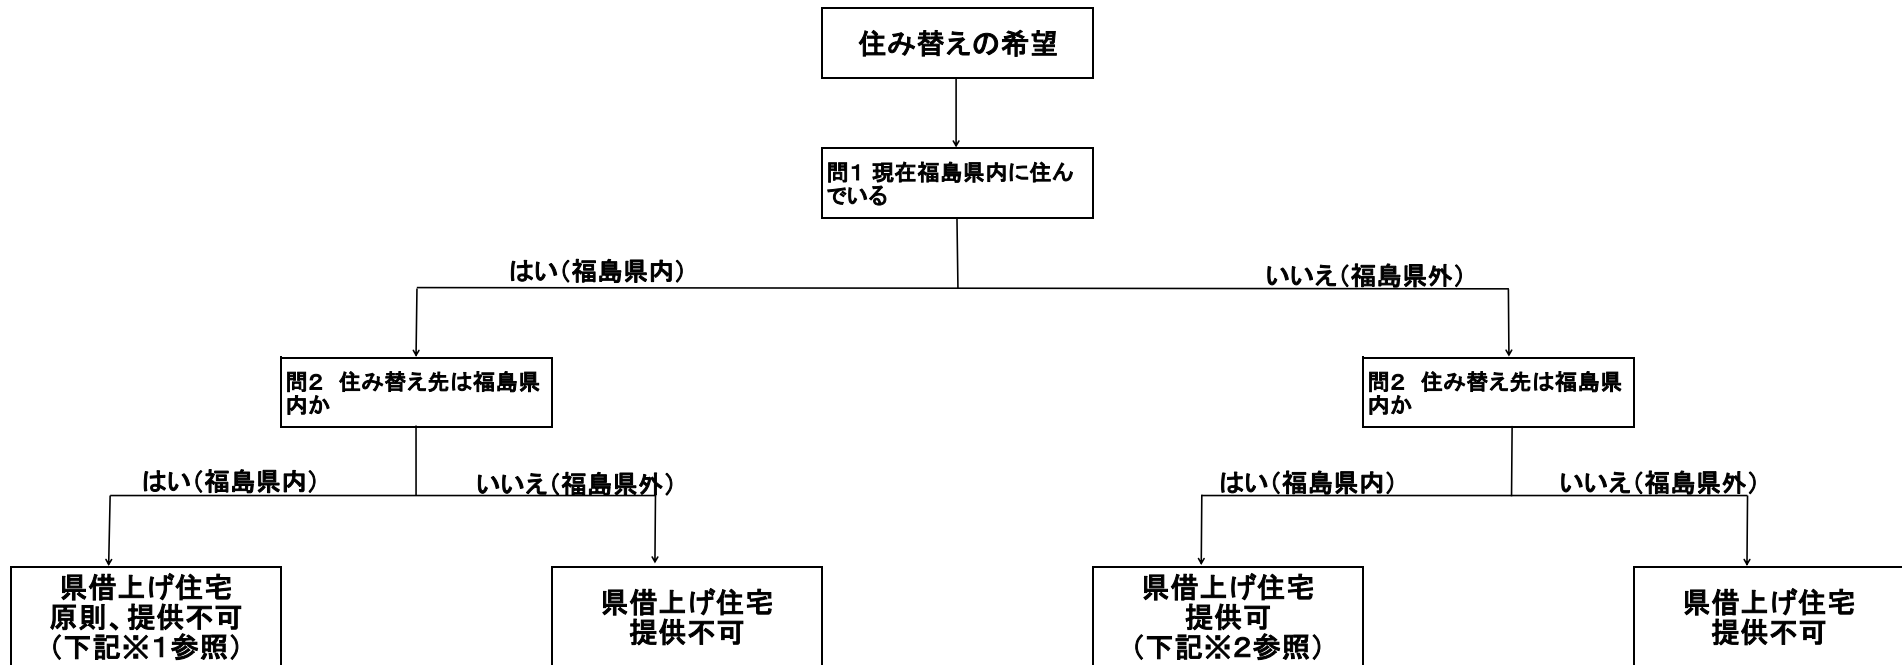 住み替えの希望
問１ 現在福島県内に住ん
でいる
はい（福島県内）
いいえ（福島県外）
問２　住み替え先は福島県
内か
問２　住み替え先は福島県
内か
はい（福島県内）
いいえ（福島県外）
はい（福島県内）
いいえ（福島県外）
県借上げ住宅
原則、提供不可
（下記※１参照）
県借上げ住宅
提供不可
県借上げ住宅
提供可
（下記※２参照）
県借上げ住宅
提供不可